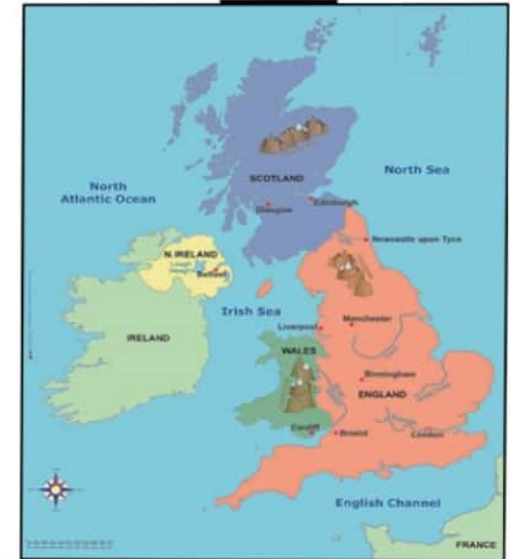 North Sea
SCOTLAND
North
Atlantic Ocean
Glasgow
Edinburgh
Newcastle upon Tyne
N.IRELAND
Lough
Belfast
Irish Sea
Manchester
Liverpool
IRELAND
WALES
Birmingham
ENGLAND
Cardiff
Bristol
London
English Channel
FRANCE